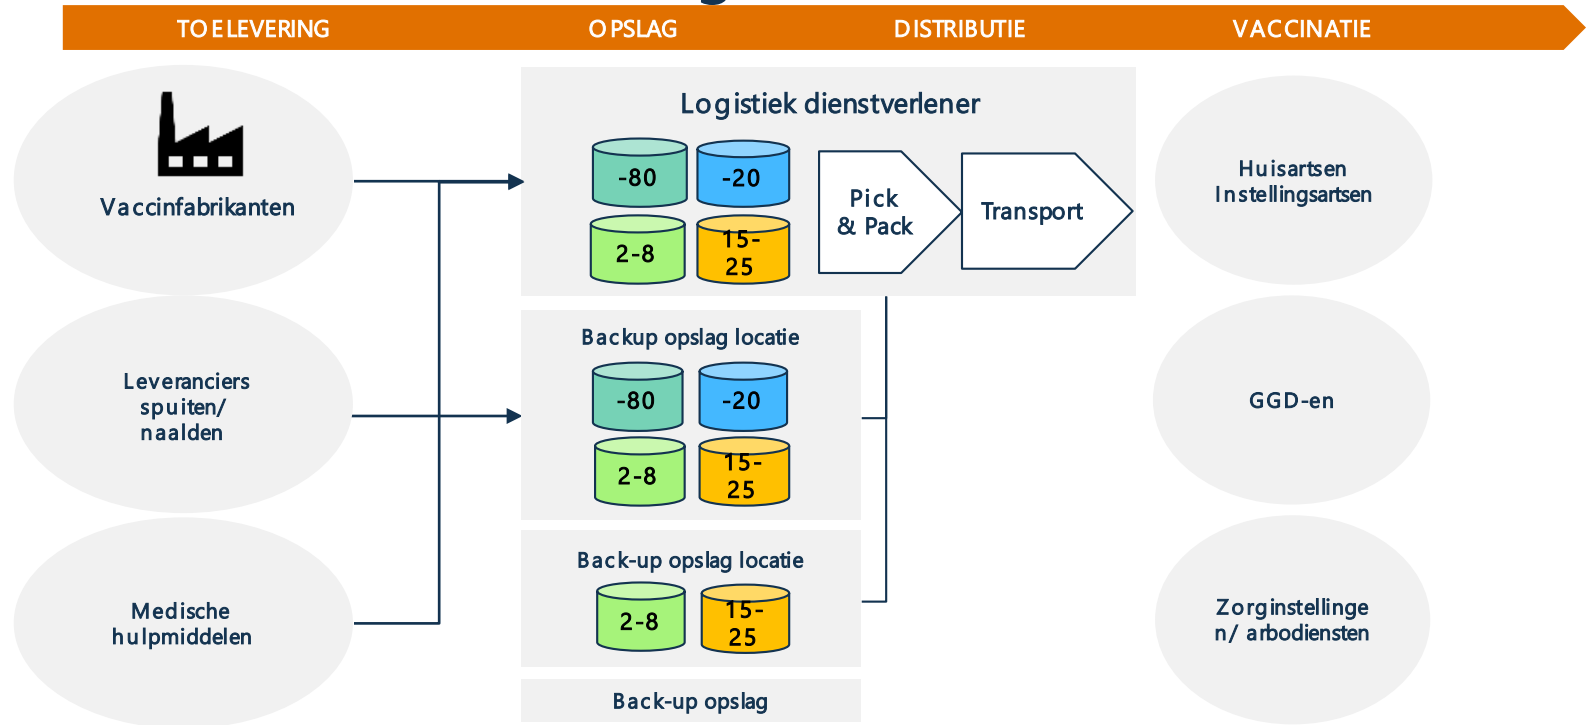 TOELEVERING
OPSLAG
DISTRIBUTIE
VACCINATIE
Vaccinfabrikanten
Leveranciers
spuiten/
naalden
Medische
hulpmiddelen
Logistiek dienstverlener
-80
-20
2-8
15-
25
Pick
& Pack
Transport
Backup opslag locatie
-80
-20
2-8
15-
25
Back-up opslag locatie
2-8
15-
25
Back-up opslag
Huisartsen
Instellingsartsen
GGD-en
Zorginstellinge
n/ arbodiensten